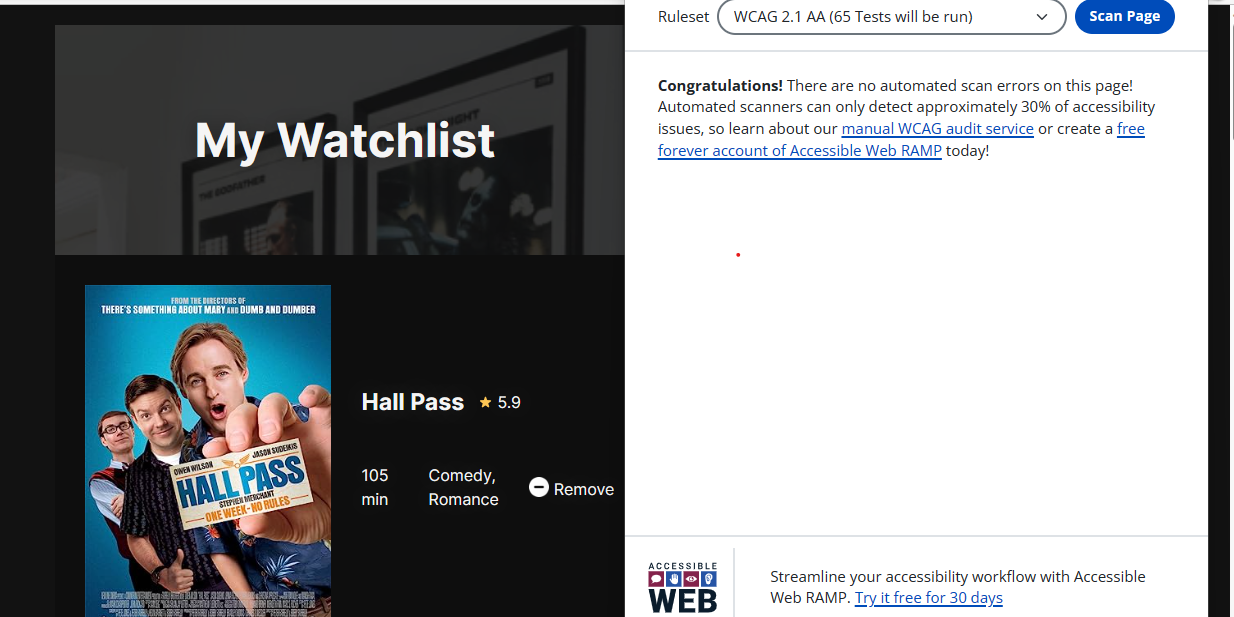 Ruleset
WCAG 2.1 AA (65 Tests will be run)
Scan Page
Congratulations! There are no automated scan errors on this page!
Automated scanners can only detect approximately 30% of accessibility
issues, so learn about our manual WCAG audit service or create a free
forever account of Accessible Web RAMP today!
My Watchlist
THE GODFATHER
FROM THE DIRECTORS OF
THERE'S SOMETHING ABOUT MARY AND DUMB AND DUMBER
OWEN WILSON
JASON SUDEIKIS
HALL PASS
STEPHEN MERCHANT
ONE WEEK - NO RULES
Hall Pass
5.9
105
min
Comedy,
Romance
Remove
ACCESSIBLE
WEB
Streamline your accessibility workflow with Accessible
Web RAMP. Try it free for 30 days